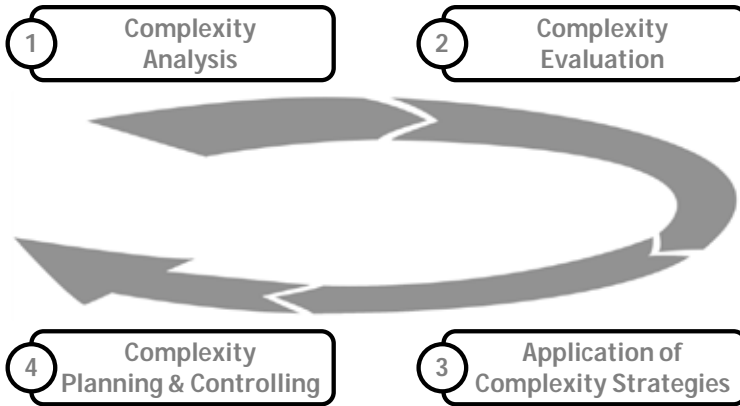 1
Complexity
Analysis
2
Complexity
Evaluation
4
Complexity
Planning & Controlling
3
Application of
Complexity Strategies